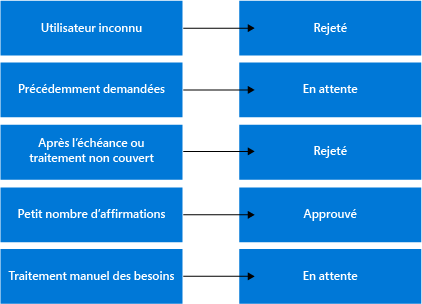 Utilisateur inconnu
Rejeté
Précédemment demandées
En attente
Après l'échéance ou
traitement non couvert
Rejeté
Petit nombre d'affirmations
Approuvé
Traitement manuel des besoins
En attente